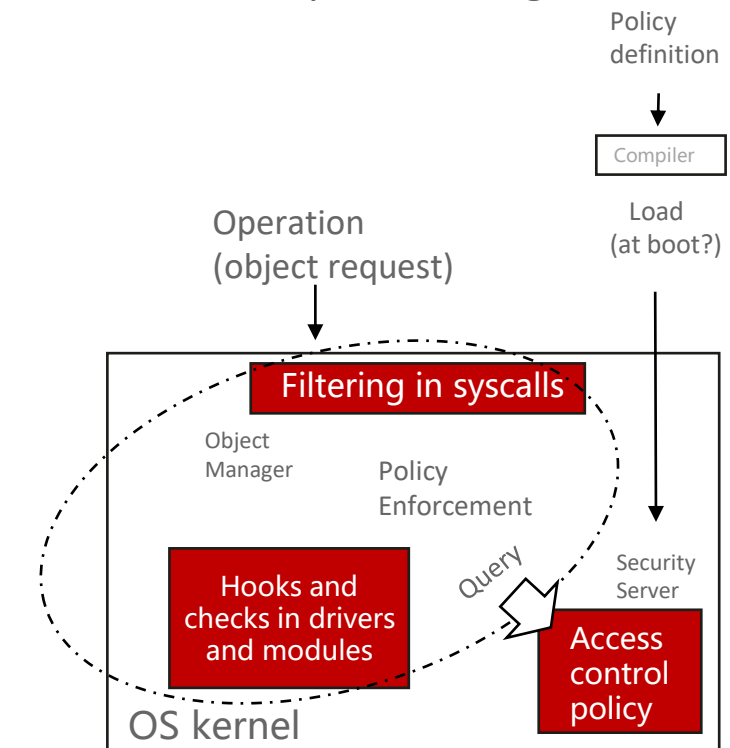 Policy
definition
Compiler
Load
(at boot?)
Operation
(object request)
Filtering in syscalls
Object
Manager
Policy
Enforcement
Query
Hooks and
checks in drivers
and modules
Security
Server
Access
control
policy
OS kernel